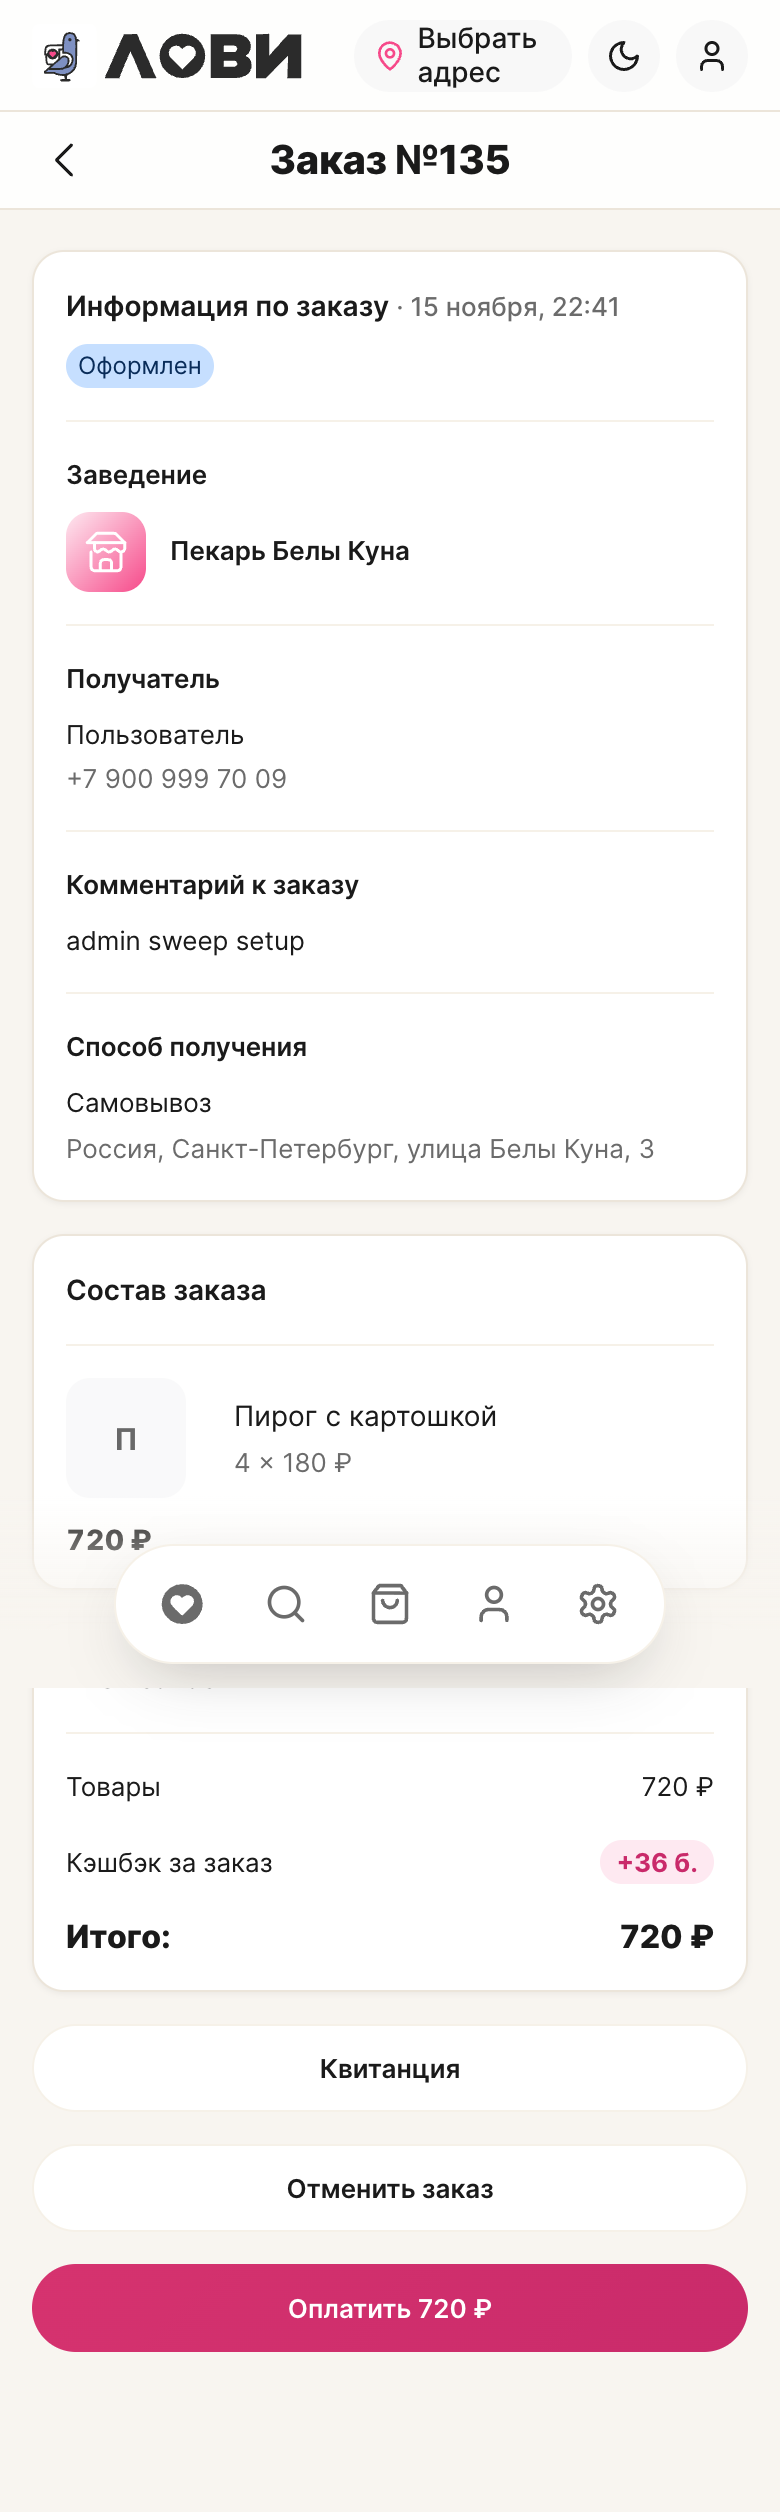 ЛОВИ
Выбрать
адрес
Заказ №135
Информация по заказу · 15 ноября, 22:41
Оформлен
Заведение
Пекарь Белы Куна
Получатель
Пользователь
+7 900 999 70 09
Комментарий к заказу
admin sweep setup
Способ получения
Самовывоз
Россия, Санкт-Петербург, улица Белы Куна, 3
Состав заказа
П
Пирог с картошкой
4 × 180 ₽
720 ₽
Товары 720 ₽
Кэшбэк за заказ +36 б.
Итого: 720 ₽
Квитанция
Отменить заказ
Оплатить 720 ₽